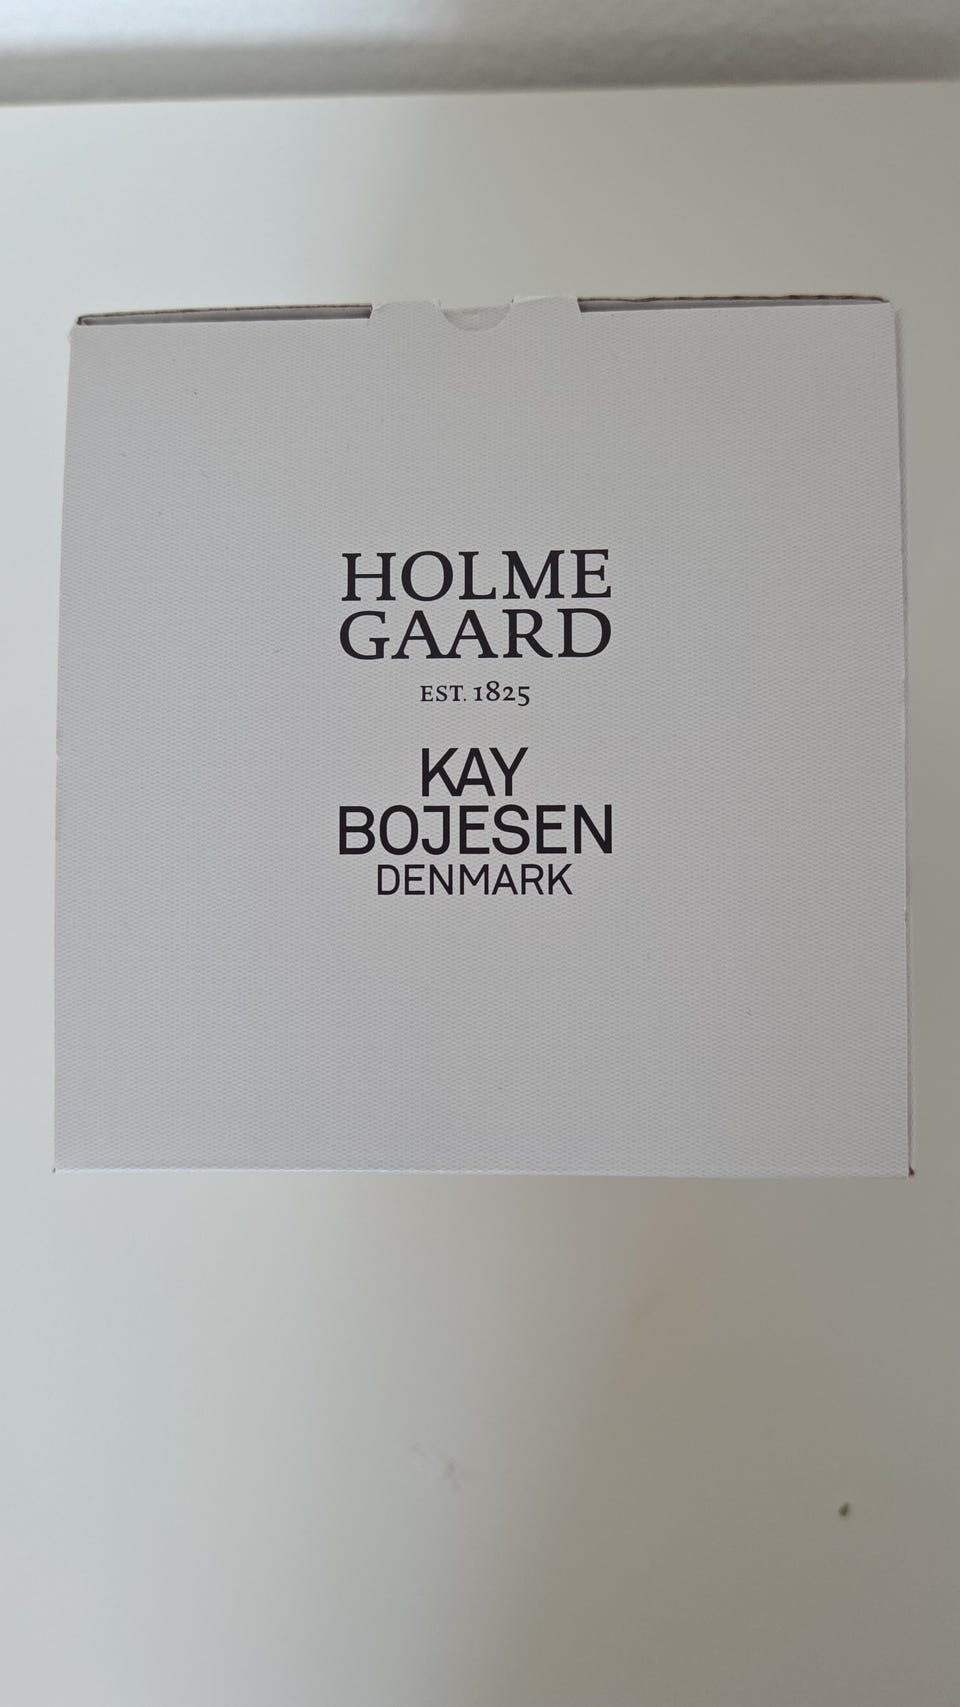 HOLME
GAARD
EST. 1825
KAY
BOJESEN
DENMARK